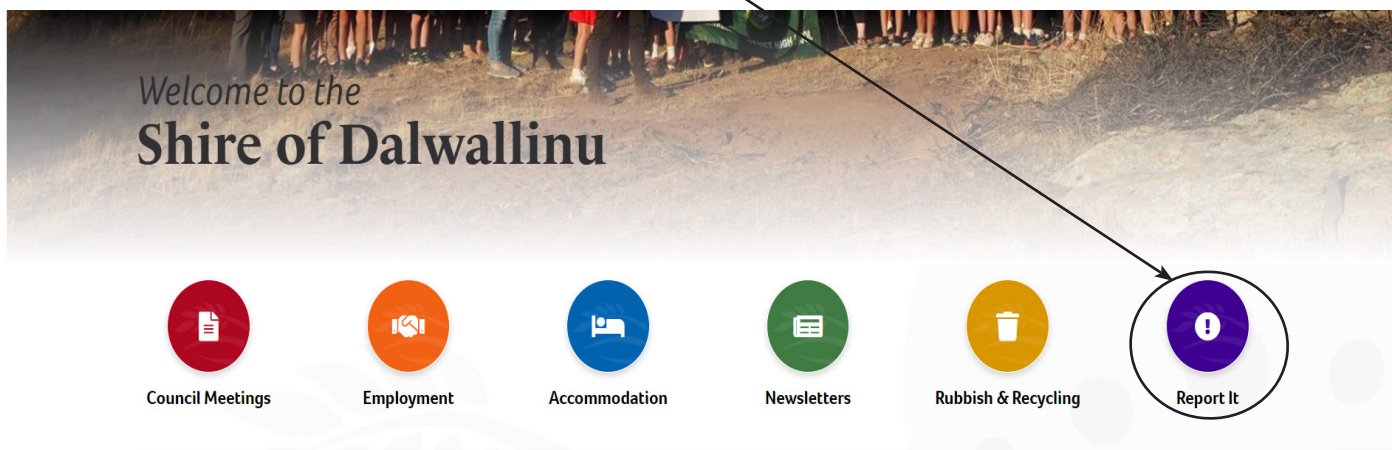 Welcome to the
Shire of Dalwallinu
Council Meetings
Employment
Accommodation
Newsletters
Rubbish & Recycling
Report It